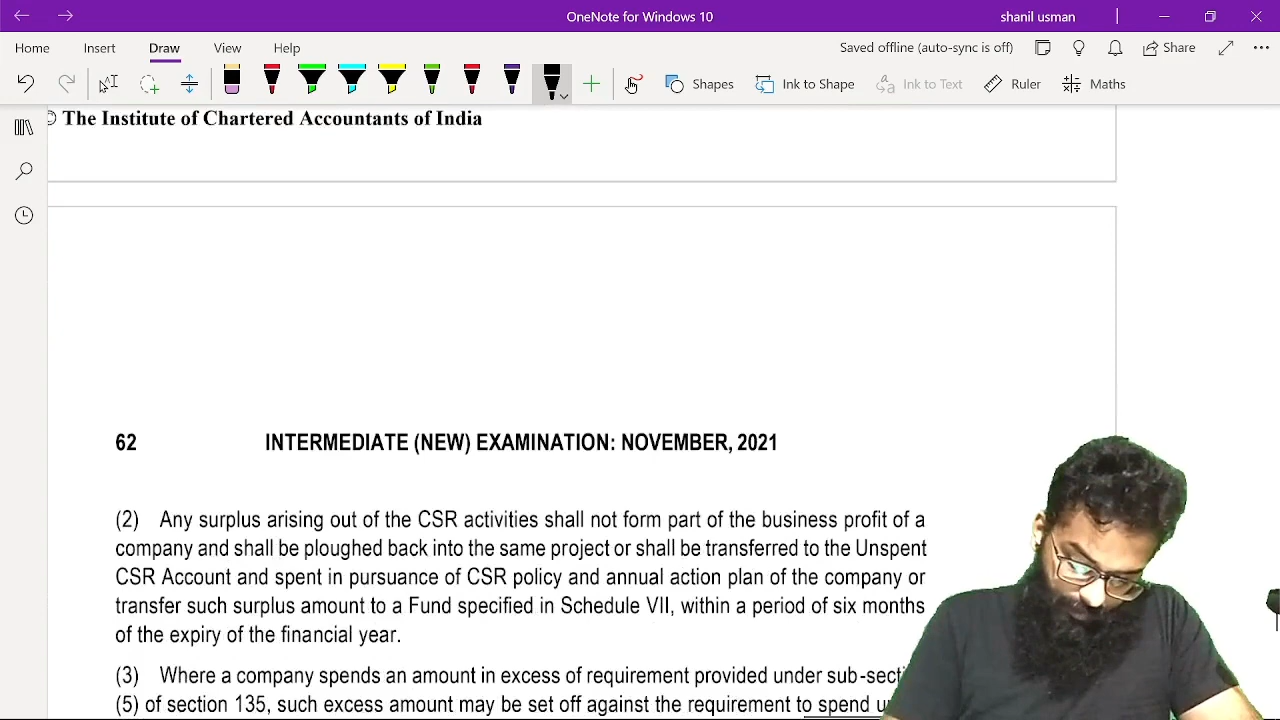 OneNote for Windows 10
shanil usman
Home Insert Draw View Help
Saved offline (auto-sync is off)
Share
Shapes
Ink to Shape
Ink to Text
Ruler
Maths
© The Institute of Chartered Accountants of India
62 INTERMEDIATE (NEW) EXAMINATION: NOVEMBER, 2021
(2) Any surplus arising out of the CSR activities shall not form part of the business profit of a
company and shall be ploughed back into the same project or shall be transferred to the Unspent
CSR Account and spent in pursuance of CSR policy and annual action plan of the company or
transfer such surplus amount to a Fund specified in Schedule VII, within a period of six months
of the expiry of the financial year.
(3) Where a company spends an amount in excess of requirement provided under
(5) of section 135, such excess amount may be set off against the requirement to spend